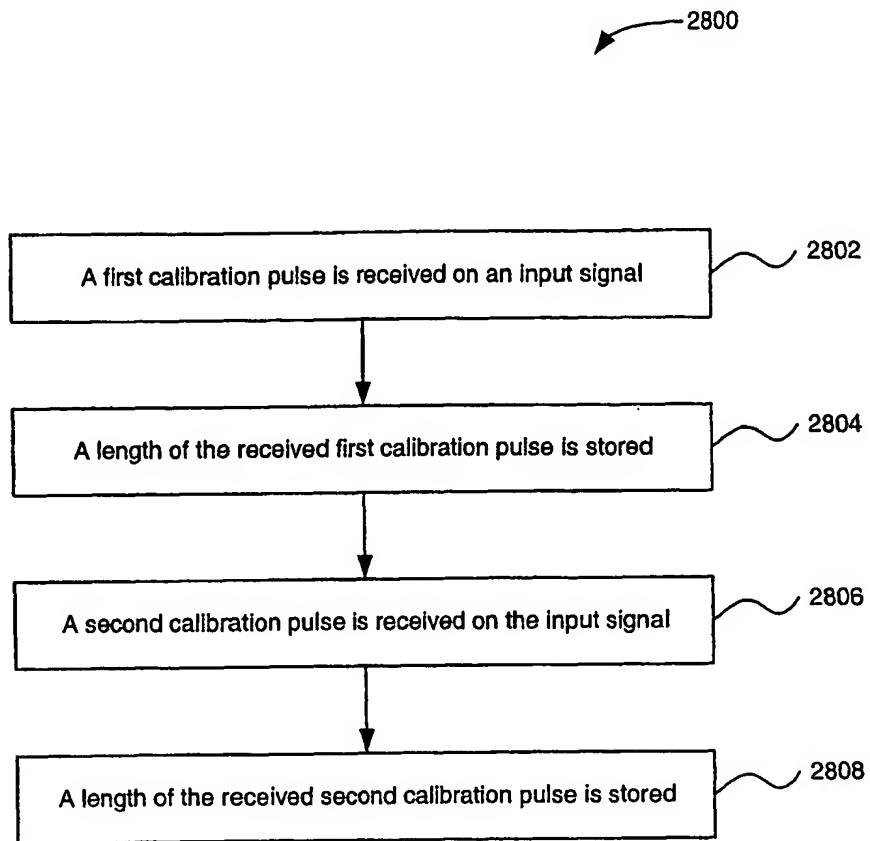 2800
A first calibration pulse is received on an input signal
2802
A length of the received first calibration pulse is stored
2804
A second calibration pulse is received on the input signal
2806
A length of the received second calibration pulse is stored
2808